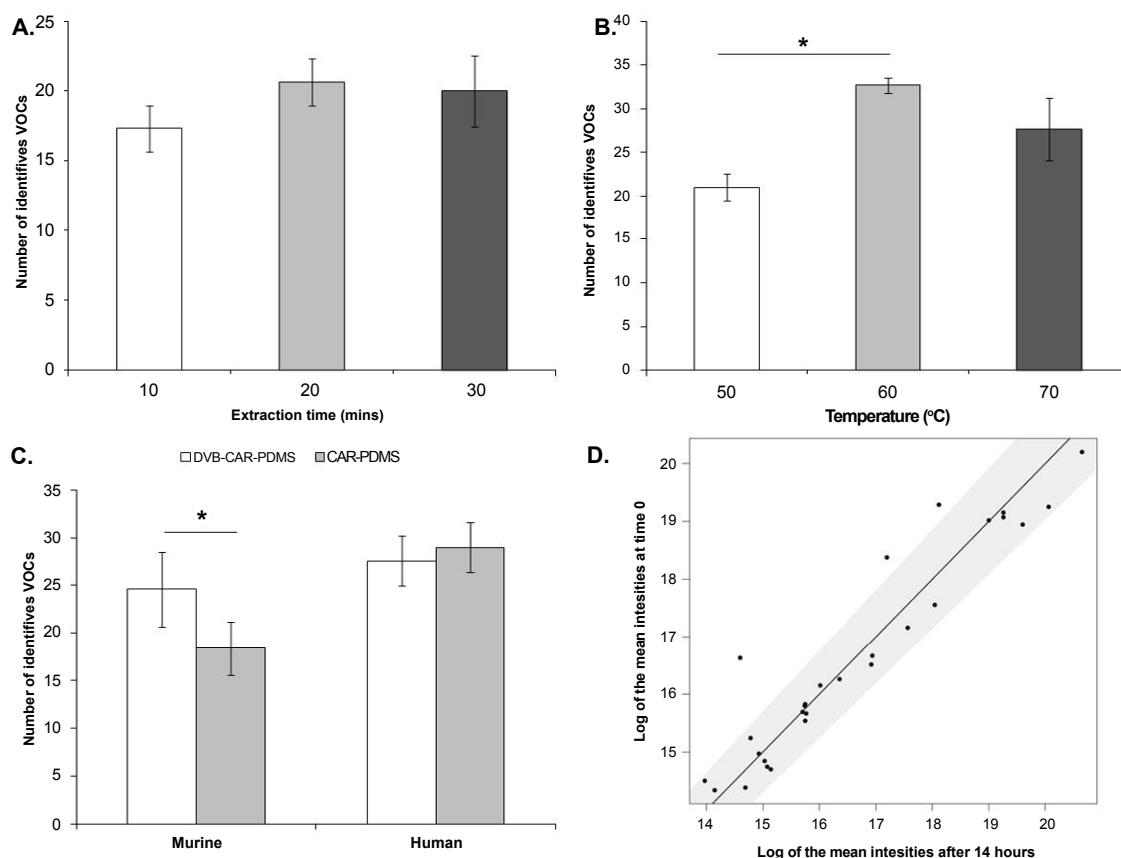 A.
Number of identifives VOCs
25
20
15
10
5
0
10 20 30
Extraction time (mins)
B.
Number of identifives VOCs
40
35
30
25
20
15
10
5
0
*
50 60 70
Temperature (°C)
C.
DVB-CAR-PDMS CAR-PDMS
Number of identifives VOCs
35
30
25
20
15
10
5
0
*
Murine Human
D.
Log of the mean intesities at time 0
20
19
18
17
16
15
14 15 16 17 18 19 20
Log of the mean intesities after 14 hours